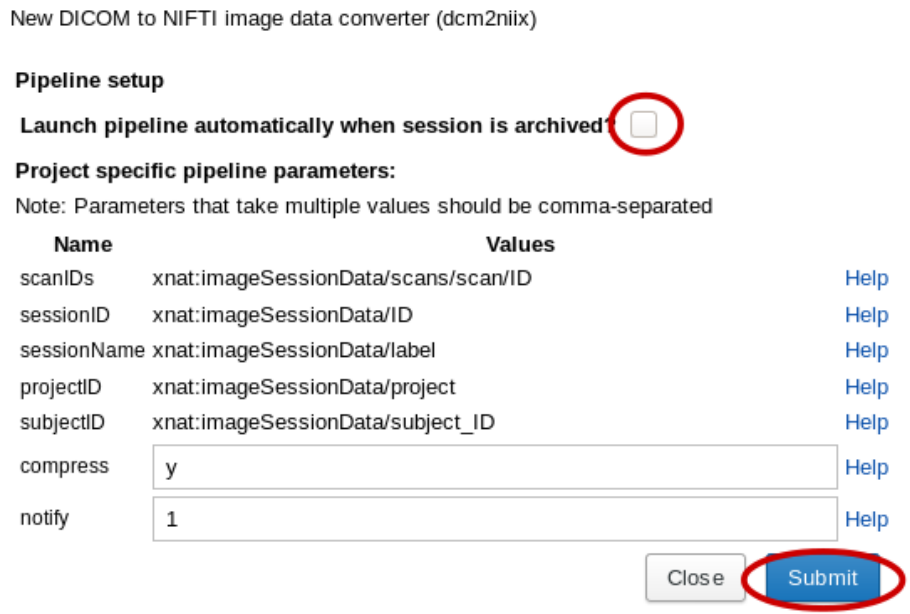 New DICOM to NIFTI image data converter (dcm2niix)
Pipeline setup
Launch pipeline automatically when session is archived?
Project specific pipeline parameters:
Note: Parameters that take multiple values should be comma-separated
Name Values
scanIDs xnat:imageSessionData/scans/scan/ID Help
sessionID xnat:imageSessionData/ID Help
sessionName xnat:imageSessionData/label Help
projectID xnat:imageSessionData/project Help
subjectID xnat:imageSessionData/subject_ID Help
compress y Help
notify 1 Help
Close Submit